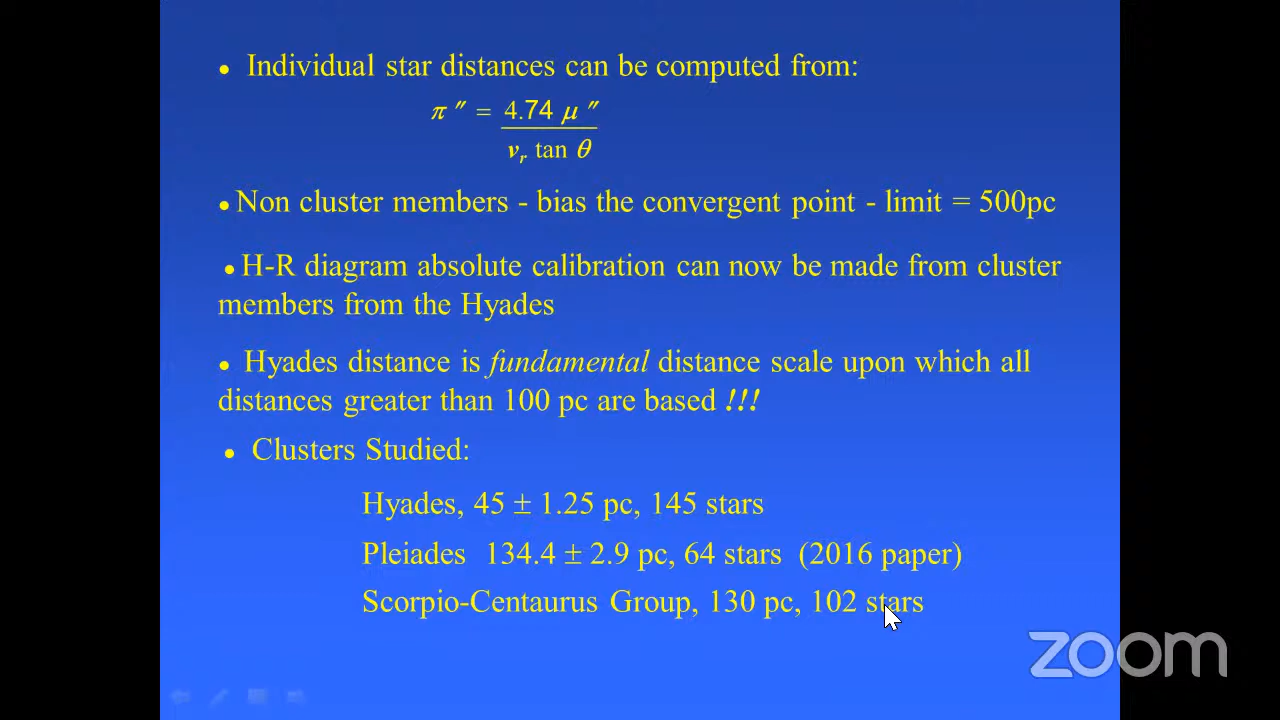 • Individual star distances can be computed from:
π ″ = 4.74 μ ″
v_r tan θ
• Non cluster members - bias the convergent point - limit = 500pc
• H-R diagram absolute calibration can now be made from cluster
members from the Hyades
• Hyades distance is fundamental distance scale upon which all
distances greater than 100 pc are based !!!
• Clusters Studied:
Hyades, 45 ± 1.25 pc, 145 stars
Pleiades 134.4 ± 2.9 pc, 64 stars (2016 paper)
Scorpio-Centaurus Group, 130 pc, 102 stars
zoom